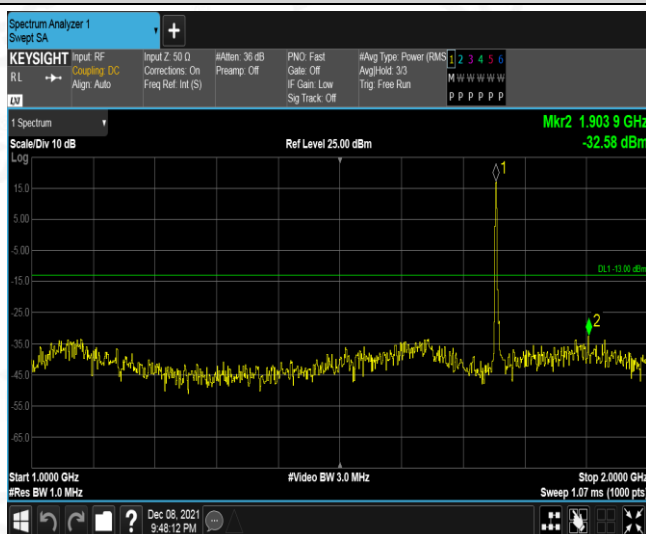 Spectrum Analyzer 1
Swept SA
+
KEYSIGHT
RL
LXI
Input: RF
Coupling: DC
Align: Auto
Input Z: 50 Ω
Corrections: On
Freq Ref: Int (S)
#Atten: 36 dB
Preamp: Off
PNO: Fast
Gate: Off
IF Gain: Low
Sig Track: Off
#Avg Type: Power (RMS
Avg|Hold: 3/3
Trig: Free Run
1 2 3 4 5 6
M W W W W W
P P P P P P
1 Spectrum
Scale/Div 10 dB
Log
Ref Level 25.00 dBm
Mkr2 1.903 9 GHz
-32.58 dBm
1
15.0
5.00
-5.00
DL1 -13.00 dBm
-15.0
-25.0
2
-35.0
-45.0
-55.0
-65.0
Start 1.0000 GHz
#Res BW 1.0 MHz
#Video BW 3.0 MHz
Stop 2.0000 GHz
Sweep 1.07 ms (1000 pts)
?
Dec 08, 2021
9:48:12 PM